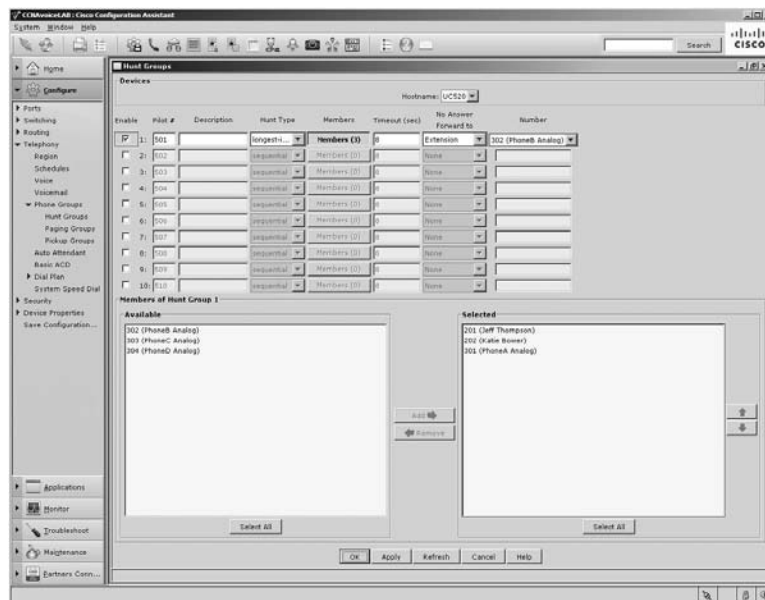 CCNAvoiceLAB : Cisco Configuration Assistant
System Window Help
Search
CISCO
Home
Configure
Ports
Switching
Routing
Telephony
Region
Schedules
Voice
Voicemail
Phone Groups
Hunt Groups
Paging Groups
Pickup Groups
Auto Attendant
Basic ACD
Dial Plan
System Speed Dial
Security
Device Properties
Save Configuration...
Applications
Monitor
Troubleshoot
Maintenance
Partners Conn...
Hunt Groups
Devices
Hostname: UC520
Enable Pilot # Description Hunt Type Members Timeout (sec) No Answer Forward to Number
1: 501 longest-i... Members (3) 8 Extension 302 (PhoneB Analog)
2: 502 sequential Members (0) 8 None
3: 503 sequential Members (0) 8 None
4: 504 sequential Members (0) 8 None
5: 505 sequential Members (0) 8 None
6: 506 sequential Members (0) 8 None
7: 507 sequential Members (0) 8 None
8: 508 sequential Members (0) 8 None
9: 509 sequential Members (0) 8 None
10: 510 sequential Members (0) 8 None
Members of Hunt Group 1
Available
302 (PhoneB Analog)
303 (PhoneC Analog)
304 (PhoneD Analog)
Select All
Add
Remove
Selected
201 (Jeff Thompson)
202 (Katie Bower)
301 (PhoneA Analog)
Select All
OK Apply Refresh Cancel Help